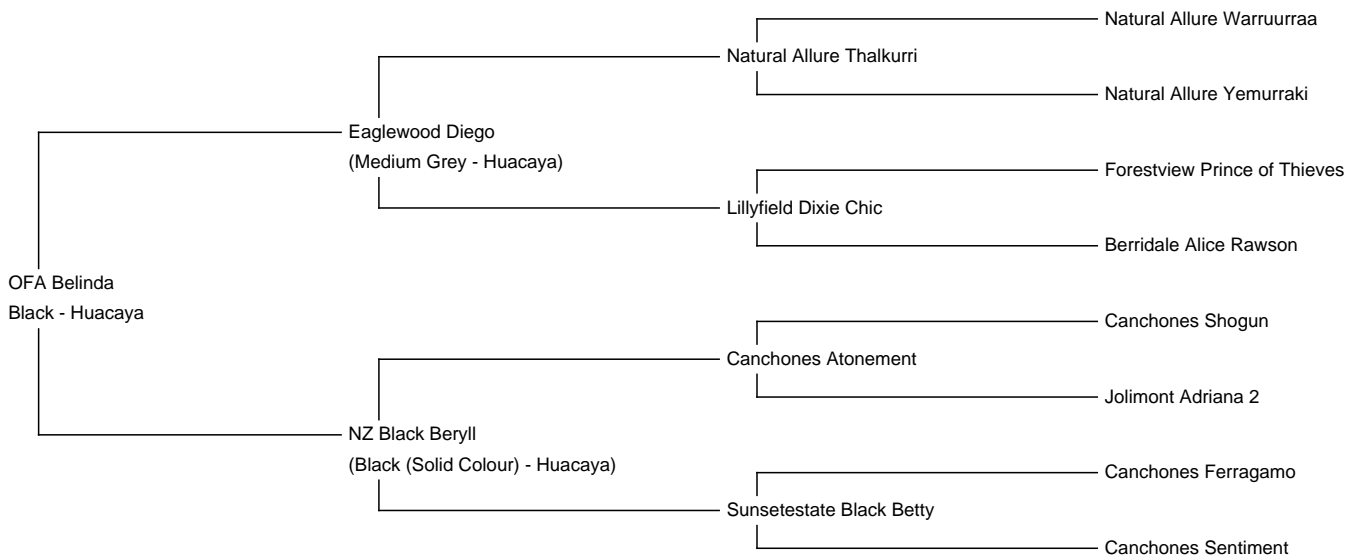 Natural Allure Warruurraa
Natural Allure Thalkurri
Natural Allure Yemurraki
Eaglewood Diego
(Medium Grey - Huacaya)
Forestview Prince of Thieves
Lillyfield Dixie Chic
Berridale Alice Rawson
OFA Belinda
Black - Huacaya
Canchones Shogun
Canchones Atonement
Jolimont Adriana 2
NZ Black Beryll
(Black (Solid Colour) - Huacaya)
Canchones Ferragamo
Sunsetestate Black Betty
Canchones Sentiment